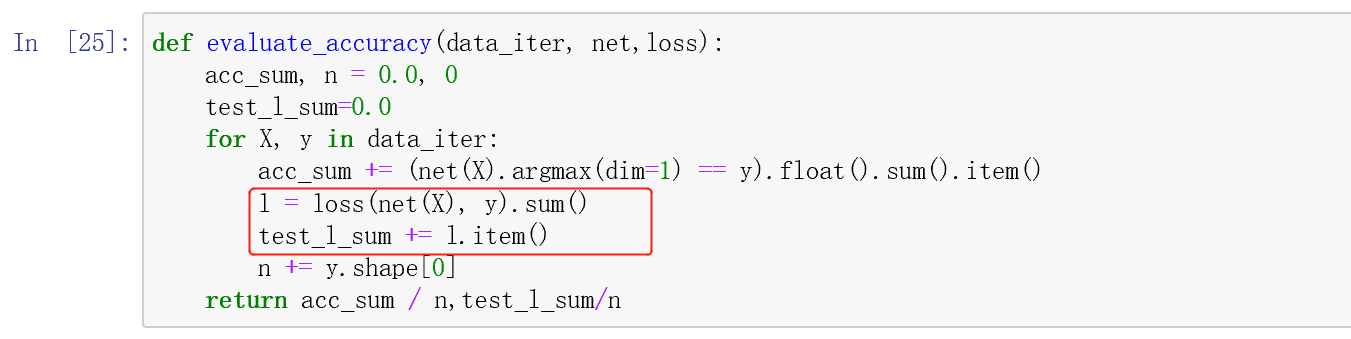 In [25]: def evaluate_accuracy(data_iter, net,loss):
    acc_sum, n = 0.0, 0
    test_l_sum=0.0
    for X, y in data_iter:
        acc_sum += (net(X).argmax(dim=1) == y).float().sum().item()
        l = loss(net(X), y).sum()
        test_l_sum += l.item()
        n += y.shape[0]
    return acc_sum / n,test_l_sum/n